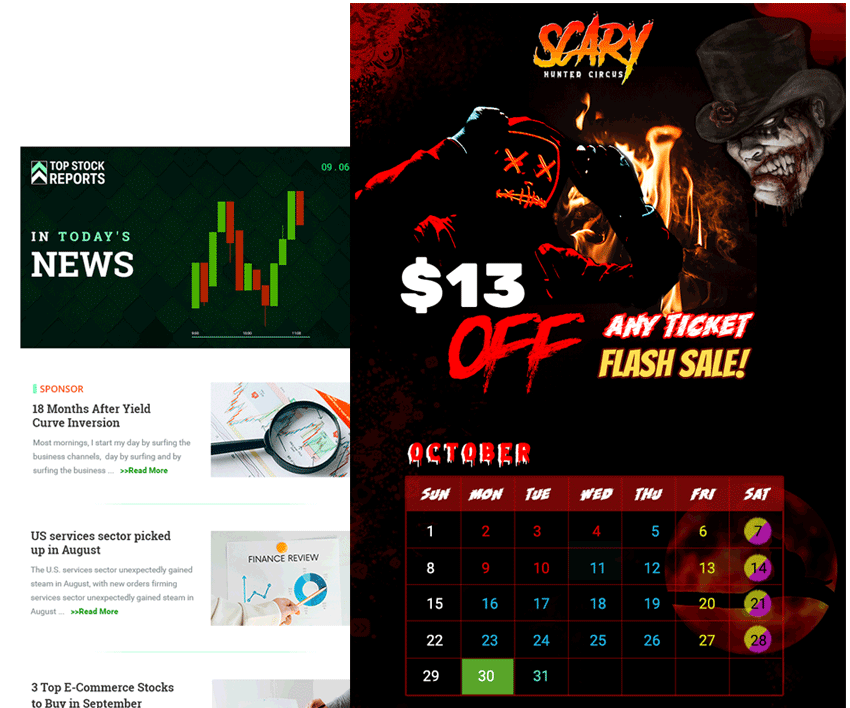 TOP STOCK
REPORTS
09 . 06
IN TODAY'S
NEWS
9:00 10:00 11:00
SPONSOR
18 Months After Yield
Curve Inversion
Most mornings, I start my day by surfing the
business channels, day by surfing and by
surfing the business ... >>Read More
US services sector picked
up in August
The U.S. services sector unexpectedly gained
steam in August, with new orders firming
services sector unexpectedly gained steam in
August ... >>Read More
FINANCE REVIEW
3 Top E-Commerce Stocks
to Buy in September
SCARY
HUNTED CIRCUS
$13
OFF
ANY TICKET
FLASH SALE!
OCTOBER
SUN MON TUE WED THU FRI SAT
1 2 3 4 5 6 7
8 9 10 11 12 13 14
15 16 17 18 19 20 21
22 23 24 25 26 27 28
29 30 31